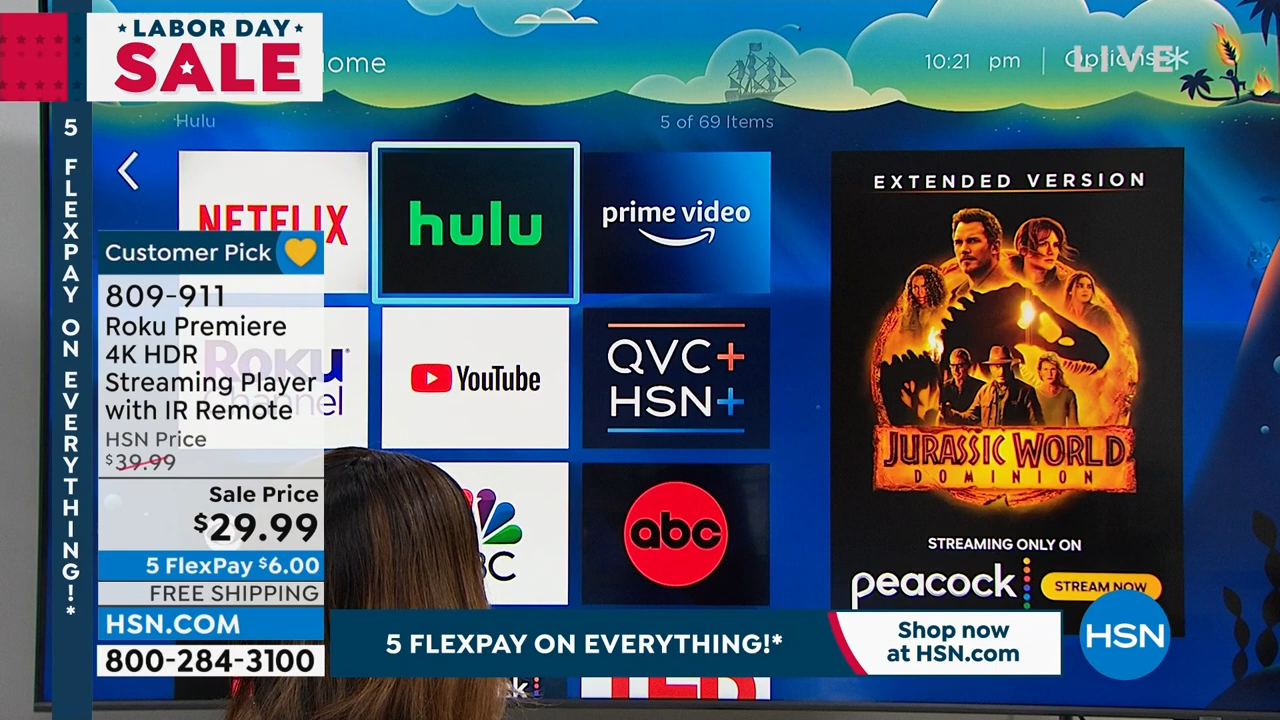 LABOR DAY
SALE
5 FLEXPAY ON EVERYTHING!*
10:21 pm
Options
LIVE
Hulu
5 of 69 Items
NETFLIX
hulu
prime video
Customer Pick
809-911
Roku Premiere
4K HDR
Streaming Player
with IR Remote
HSN Price
$39.99
Sale Price
$29.99
5 FlexPay $6.00
FREE SHIPPING
HSN.COM
800-284-3100
YouTube
QVC+
HSN+
abc
EXTENDED VERSION
JURASSIC WORLD
DOMINION
STREAMING ONLY ON
peacock
STREAM NOW
5 FLEXPAY ON EVERYTHING!*
Shop now
at HSN.com
HSN